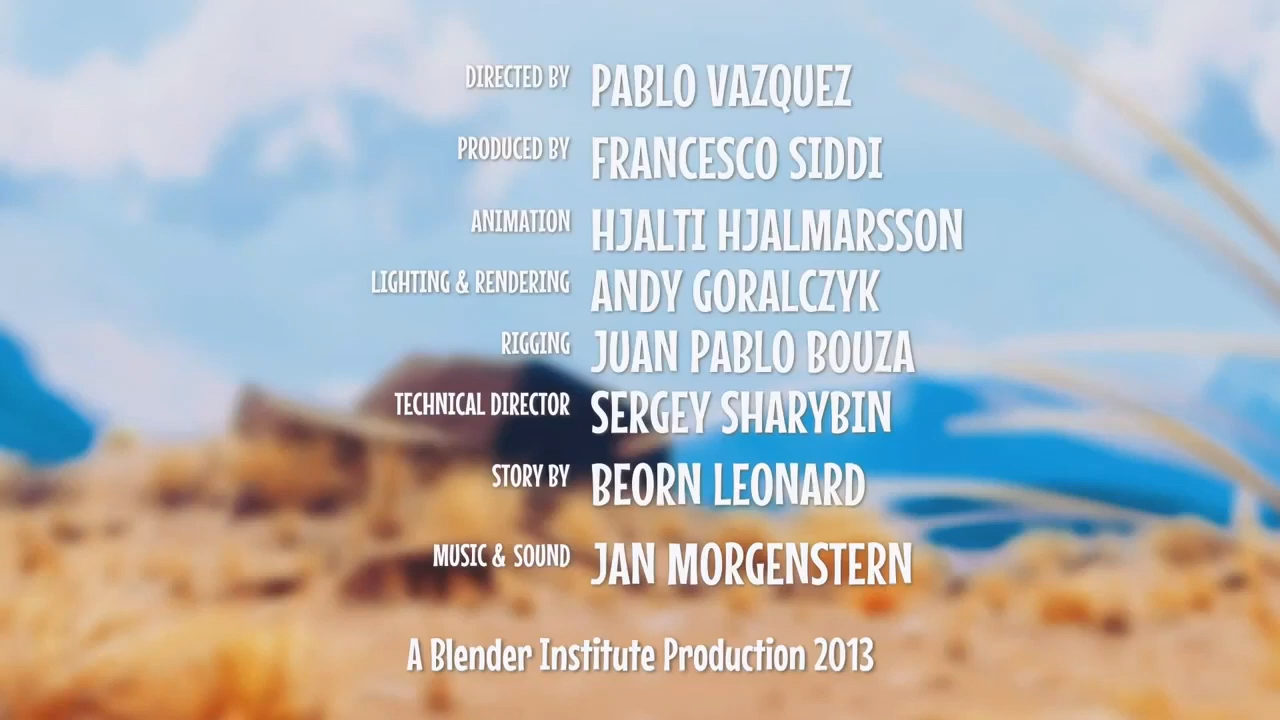 DIRECTED BY PABLO VAZQUEZ
PRODUCED BY FRANCESCO SIDDI
ANIMATION HJALTI HJALMARSSON
LIGHTING & RENDERING ANDY GORALCZYK
RIGGING JUAN PABLO BOUZA
TECHNICAL DIRECTOR SERGEY SHARYBIN
STORY BY BEORN LEONARD
MUSIC & SOUND JAN MORGENSTERN
A Blender Institute Production 2013